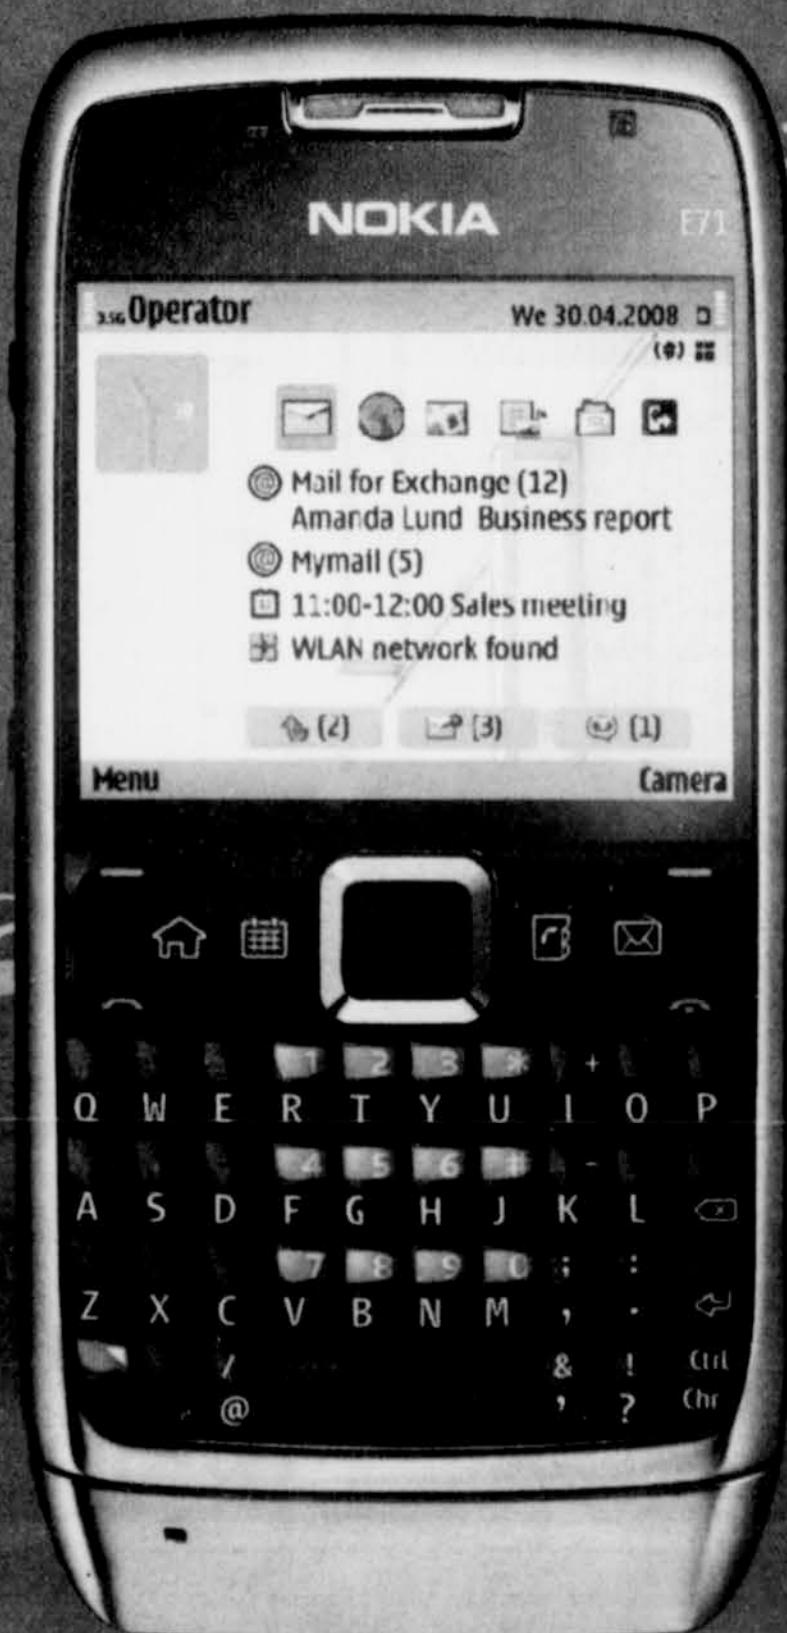 NOKIA
E71
3.5G Operator
We 30.04.2008
Mail for Exchange (12)
Amanda Lund Business report
Mymail (5)
11:00-12:00 Sales meeting
WLAN network found
(2) (3) (1)
Menu Camera
1 2 3 * +
Q W E R T Y U I O P
4 5 6 # -
A S D F G H J K L
7 8 9 0 ; :
Z X C V B N M , .
/ & ! Ctrl
@ ' ? Chr